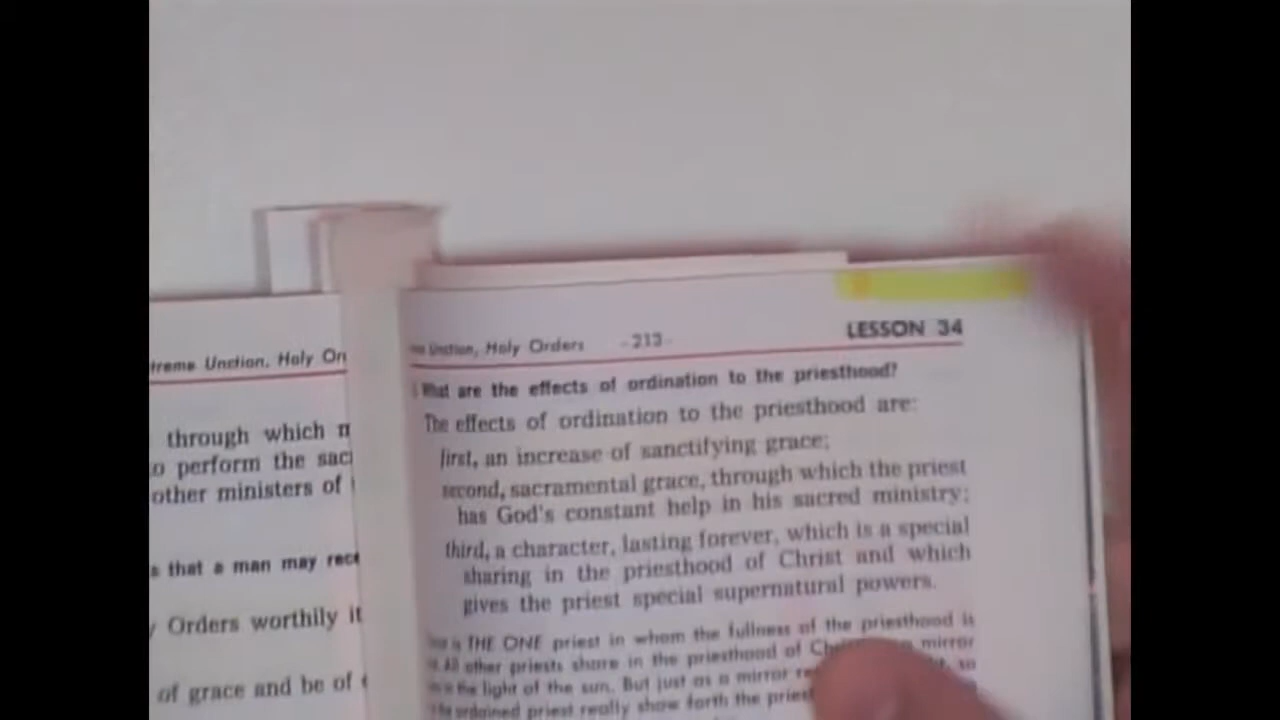 treme Unction, Holy On
through which m
o perform the sac
other ministers of
s that a man may rece
Orders worthily it
of grace and be of
Unction, Holy Orders -213- LESSON 34
What are the effects of ordination to the priesthood?
The effects of ordination to the priesthood are:
first, an increase of sanctifying grace;
second, sacramental grace, through which the priest
has God's constant help in his sacred ministry;
third, a character, lasting forever, which is a special
sharing in the priesthood of Christ and which
gives the priest special supernatural powers.
is THE ONE priest in whom the fullness of the priesthood is
All other priests share in the priesthood of mirror
the light of the sun. But just as a mirror so
ordained priest really show forth the